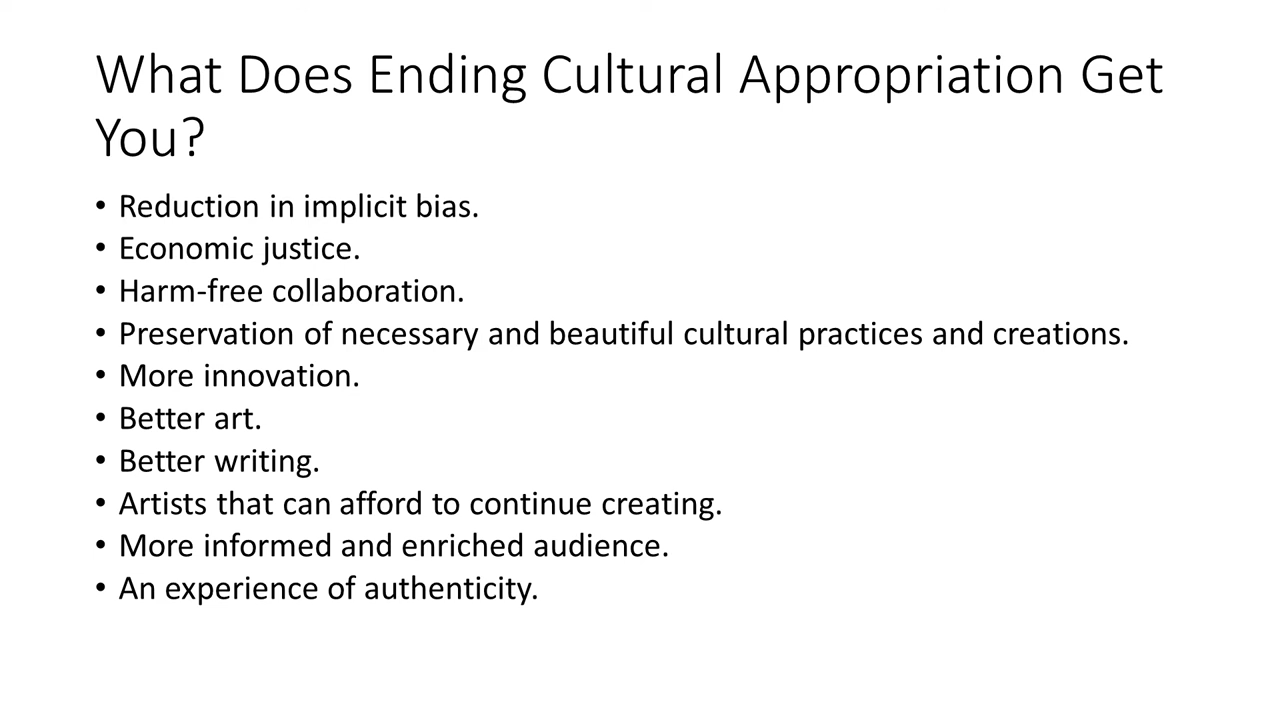 What Does Ending Cultural Appropriation Get
You?
• Reduction in implicit bias.
• Economic justice.
• Harm-free collaboration.
• Preservation of necessary and beautiful cultural practices and creations.
• More innovation.
• Better art.
• Better writing.
• Artists that can afford to continue creating.
• More informed and enriched audience.
• An experience of authenticity.